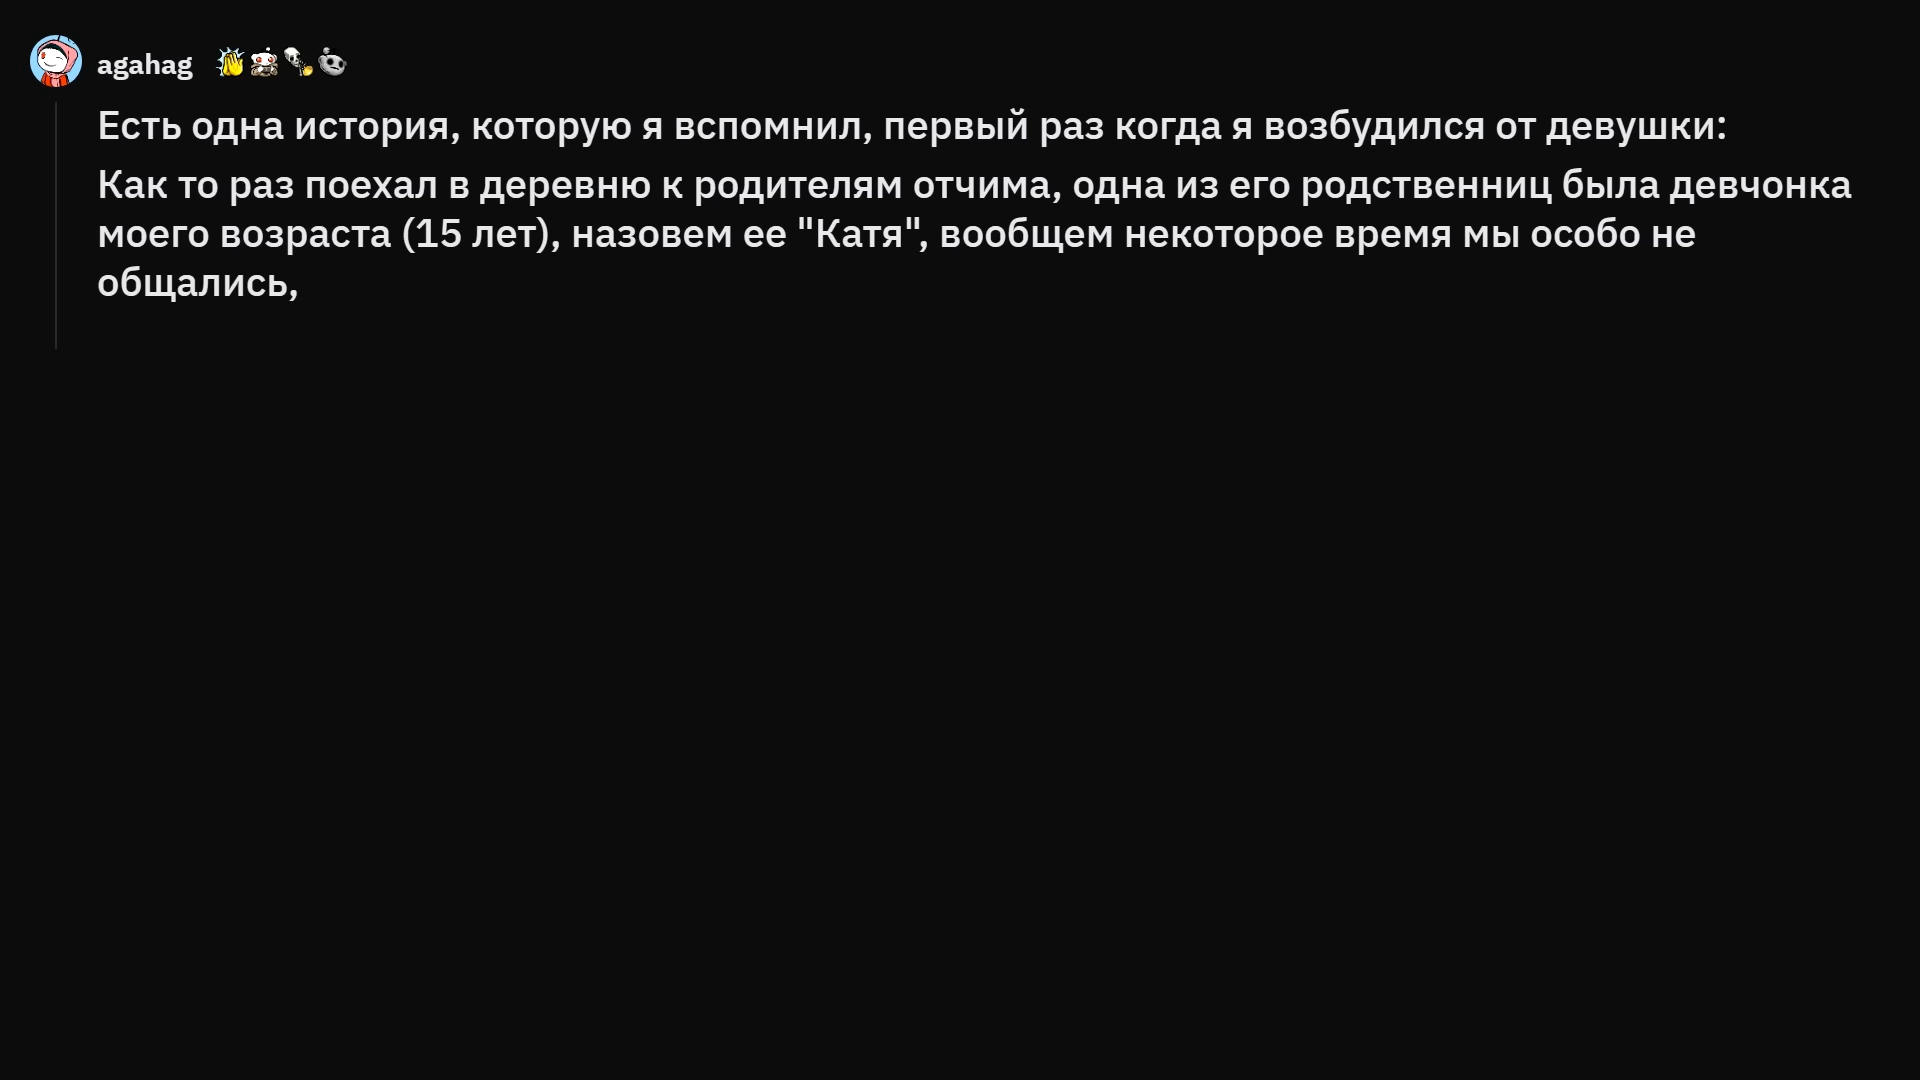 agahag
Есть одна история, которую я вспомнил, первый раз когда я возбудился от девушки:
Как то раз поехал в деревню к родителям отчима, одна из его родственниц была девчонка
моего возраста (15 лет), назовем ее "Катя", вообщем некоторое время мы особо не
общались,